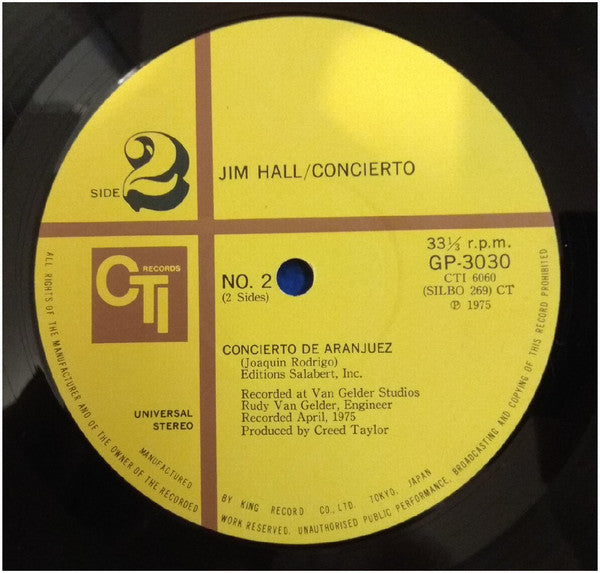 SIDE 2
JIM HALL/CONCIERTO
33⅓ r.p.m.
GP-3030
CTI 6060
(SILBO 269) CT
℗ 1975
CTI RECORDS
NO. 2
(2 Sides)
CONCIERTO DE ARANJUEZ
(Joaquin Rodrigo)
Editions Salabert, Inc.
Recorded at Van Gelder Studios
Rudy Van Gelder, Engineer
Recorded April, 1975
Produced by Creed Taylor
UNIVERSAL
STEREO
MANUFACTURED BY KING RECORD CO., LTD. TOKYO, JAPAN
ALL RIGHTS OF THE MANUFACTURER AND OF THE OWNER OF THE RECORDED WORK RESERVED. UNAUTHORISED PUBLIC PERFORMANCE, BROADCASTING AND COPYING OF THIS RECORD PROHIBITED